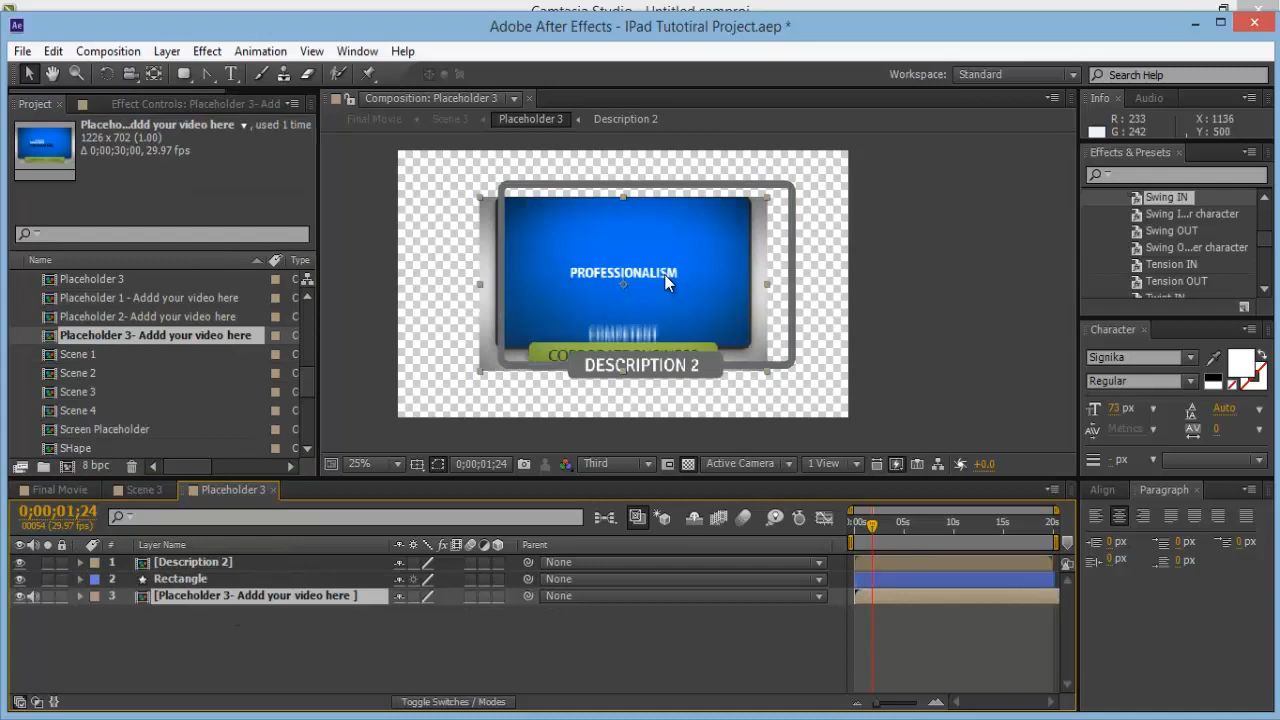 Camtasia Studio - Untitled.camproj
Ae
Adobe After Effects - IPad Tutotiral Project.aep *
File Edit Composition Layer Effect Animation View Window Help
Workspace: Standard
Search Help
Project
Effect Controls: Placeholder 3- Add
Placeho...ddd your video here , used 1 time
1226 x 702 (1.00)
Δ 0;00;30;00, 29.97 fps
Name Type
Placeholder 3
Placeholder 1 - Addd your video here
Placeholder 2- Addd your video here
Placeholder 3- Addd your video here
Scene 1
Scene 2
Scene 3
Scene 4
Screen Placeholder
SHape
8 bpc
Composition: Placeholder 3
Final Movie Scene 3 Placeholder 3 Description 2
PROFESSIONALISM
DESCRIPTION 2
25% 0;00;01;24 Third Active Camera 1 View +0.0
Info Audio
R : 233
G : 242
X : 1136
Y : 500
Effects & Presets
Swing IN
Swing I...r character
Swing OUT
Swing O...er character
Tension IN
Tension OUT
Character
Signika
Regular
73 px Auto
Metrics 0
- px
Final Movie Scene 3 Placeholder 3
0;00;01;24
00054 (29.97 fps)
# Layer Name fx Parent
1 [Description 2] None
2 Rectangle None
3 [Placeholder 3- Addd your video here ] None
0:00s 05s 10s 15s 20s
Toggle Switches / Modes
Align Paragraph
0 px 0 px 0 px
0 px 0 px